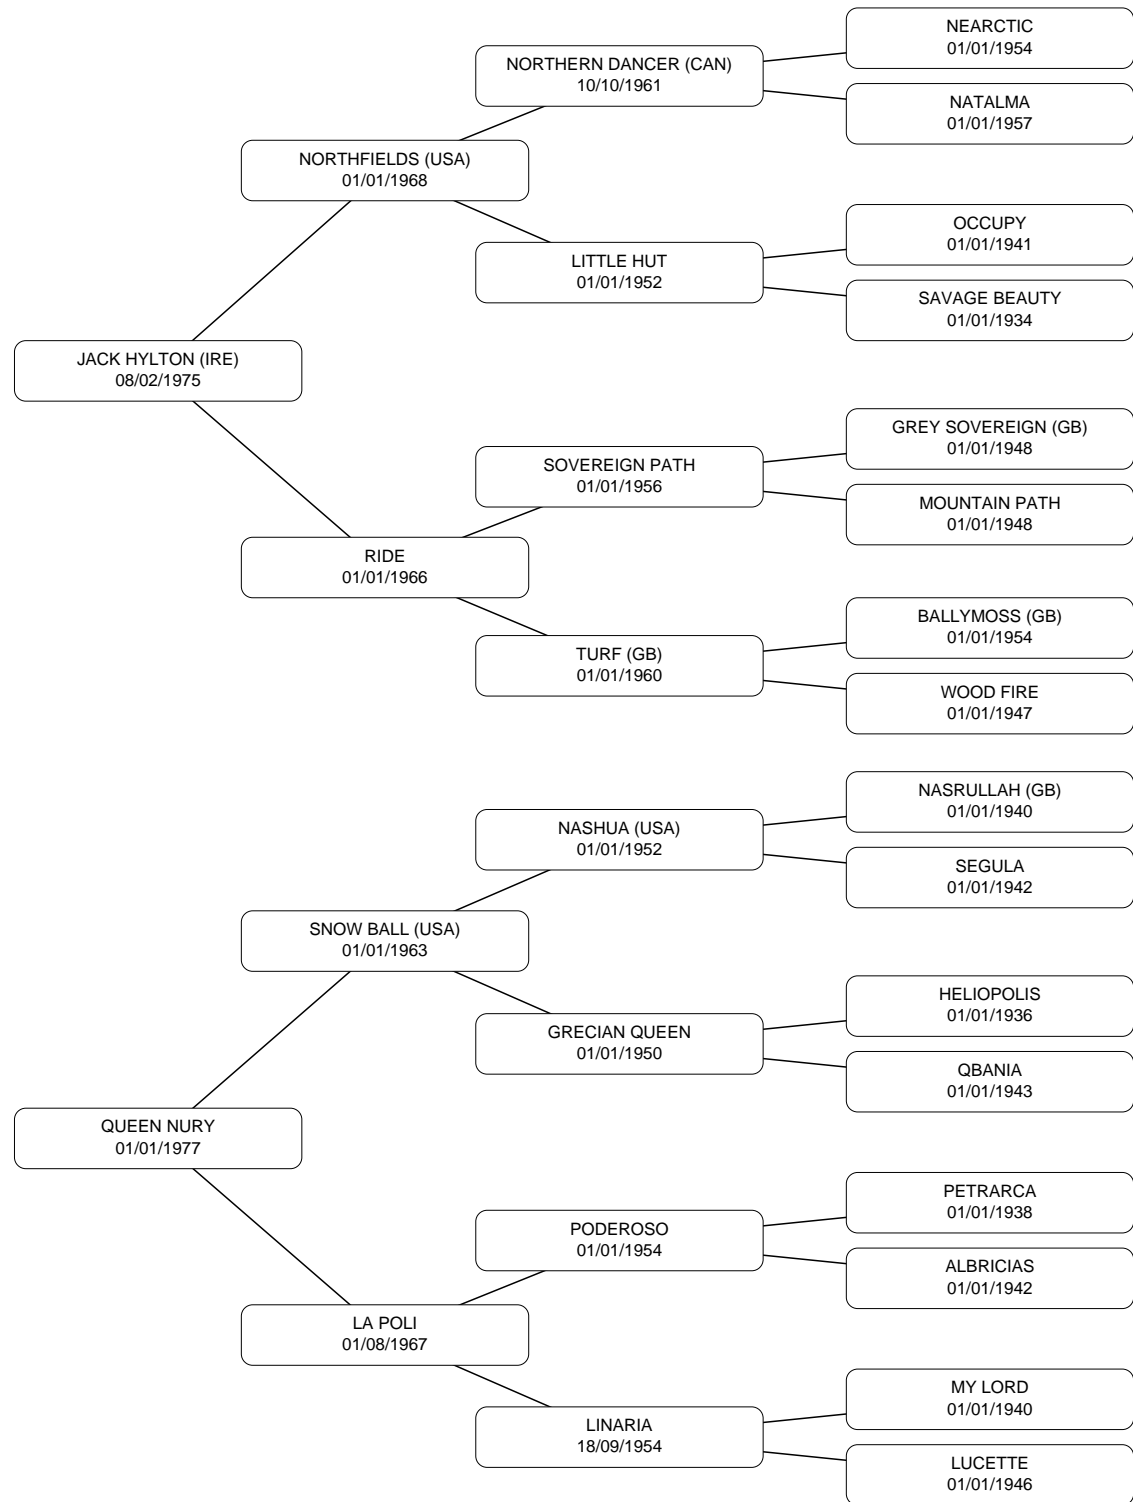 NEARCTIC
01/01/1954
NORTHERN DANCER (CAN)
10/10/1961
NATALMA
01/01/1957
NORTHFIELDS (USA)
01/01/1968
OCCUPY
01/01/1941
LITTLE HUT
01/01/1952
SAVAGE BEAUTY
01/01/1934
JACK HYLTON (IRE)
08/02/1975
GREY SOVEREIGN (GB)
01/01/1948
SOVEREIGN PATH
01/01/1956
MOUNTAIN PATH
01/01/1948
RIDE
01/01/1966
BALLYMOSS (GB)
01/01/1954
TURF (GB)
01/01/1960
WOOD FIRE
01/01/1947
NASRULLAH (GB)
01/01/1940
NASHUA (USA)
01/01/1952
SEGULA
01/01/1942
SNOW BALL (USA)
01/01/1963
HELIOPOLIS
01/01/1936
GRECIAN QUEEN
01/01/1950
QBANIA
01/01/1943
QUEEN NURY
01/01/1977
PETRARCA
01/01/1938
PODEROSO
01/01/1954
ALBRICIAS
01/01/1942
LA POLI
01/08/1967
MY LORD
01/01/1940
LINARIA
18/09/1954
LUCETTE
01/01/1946